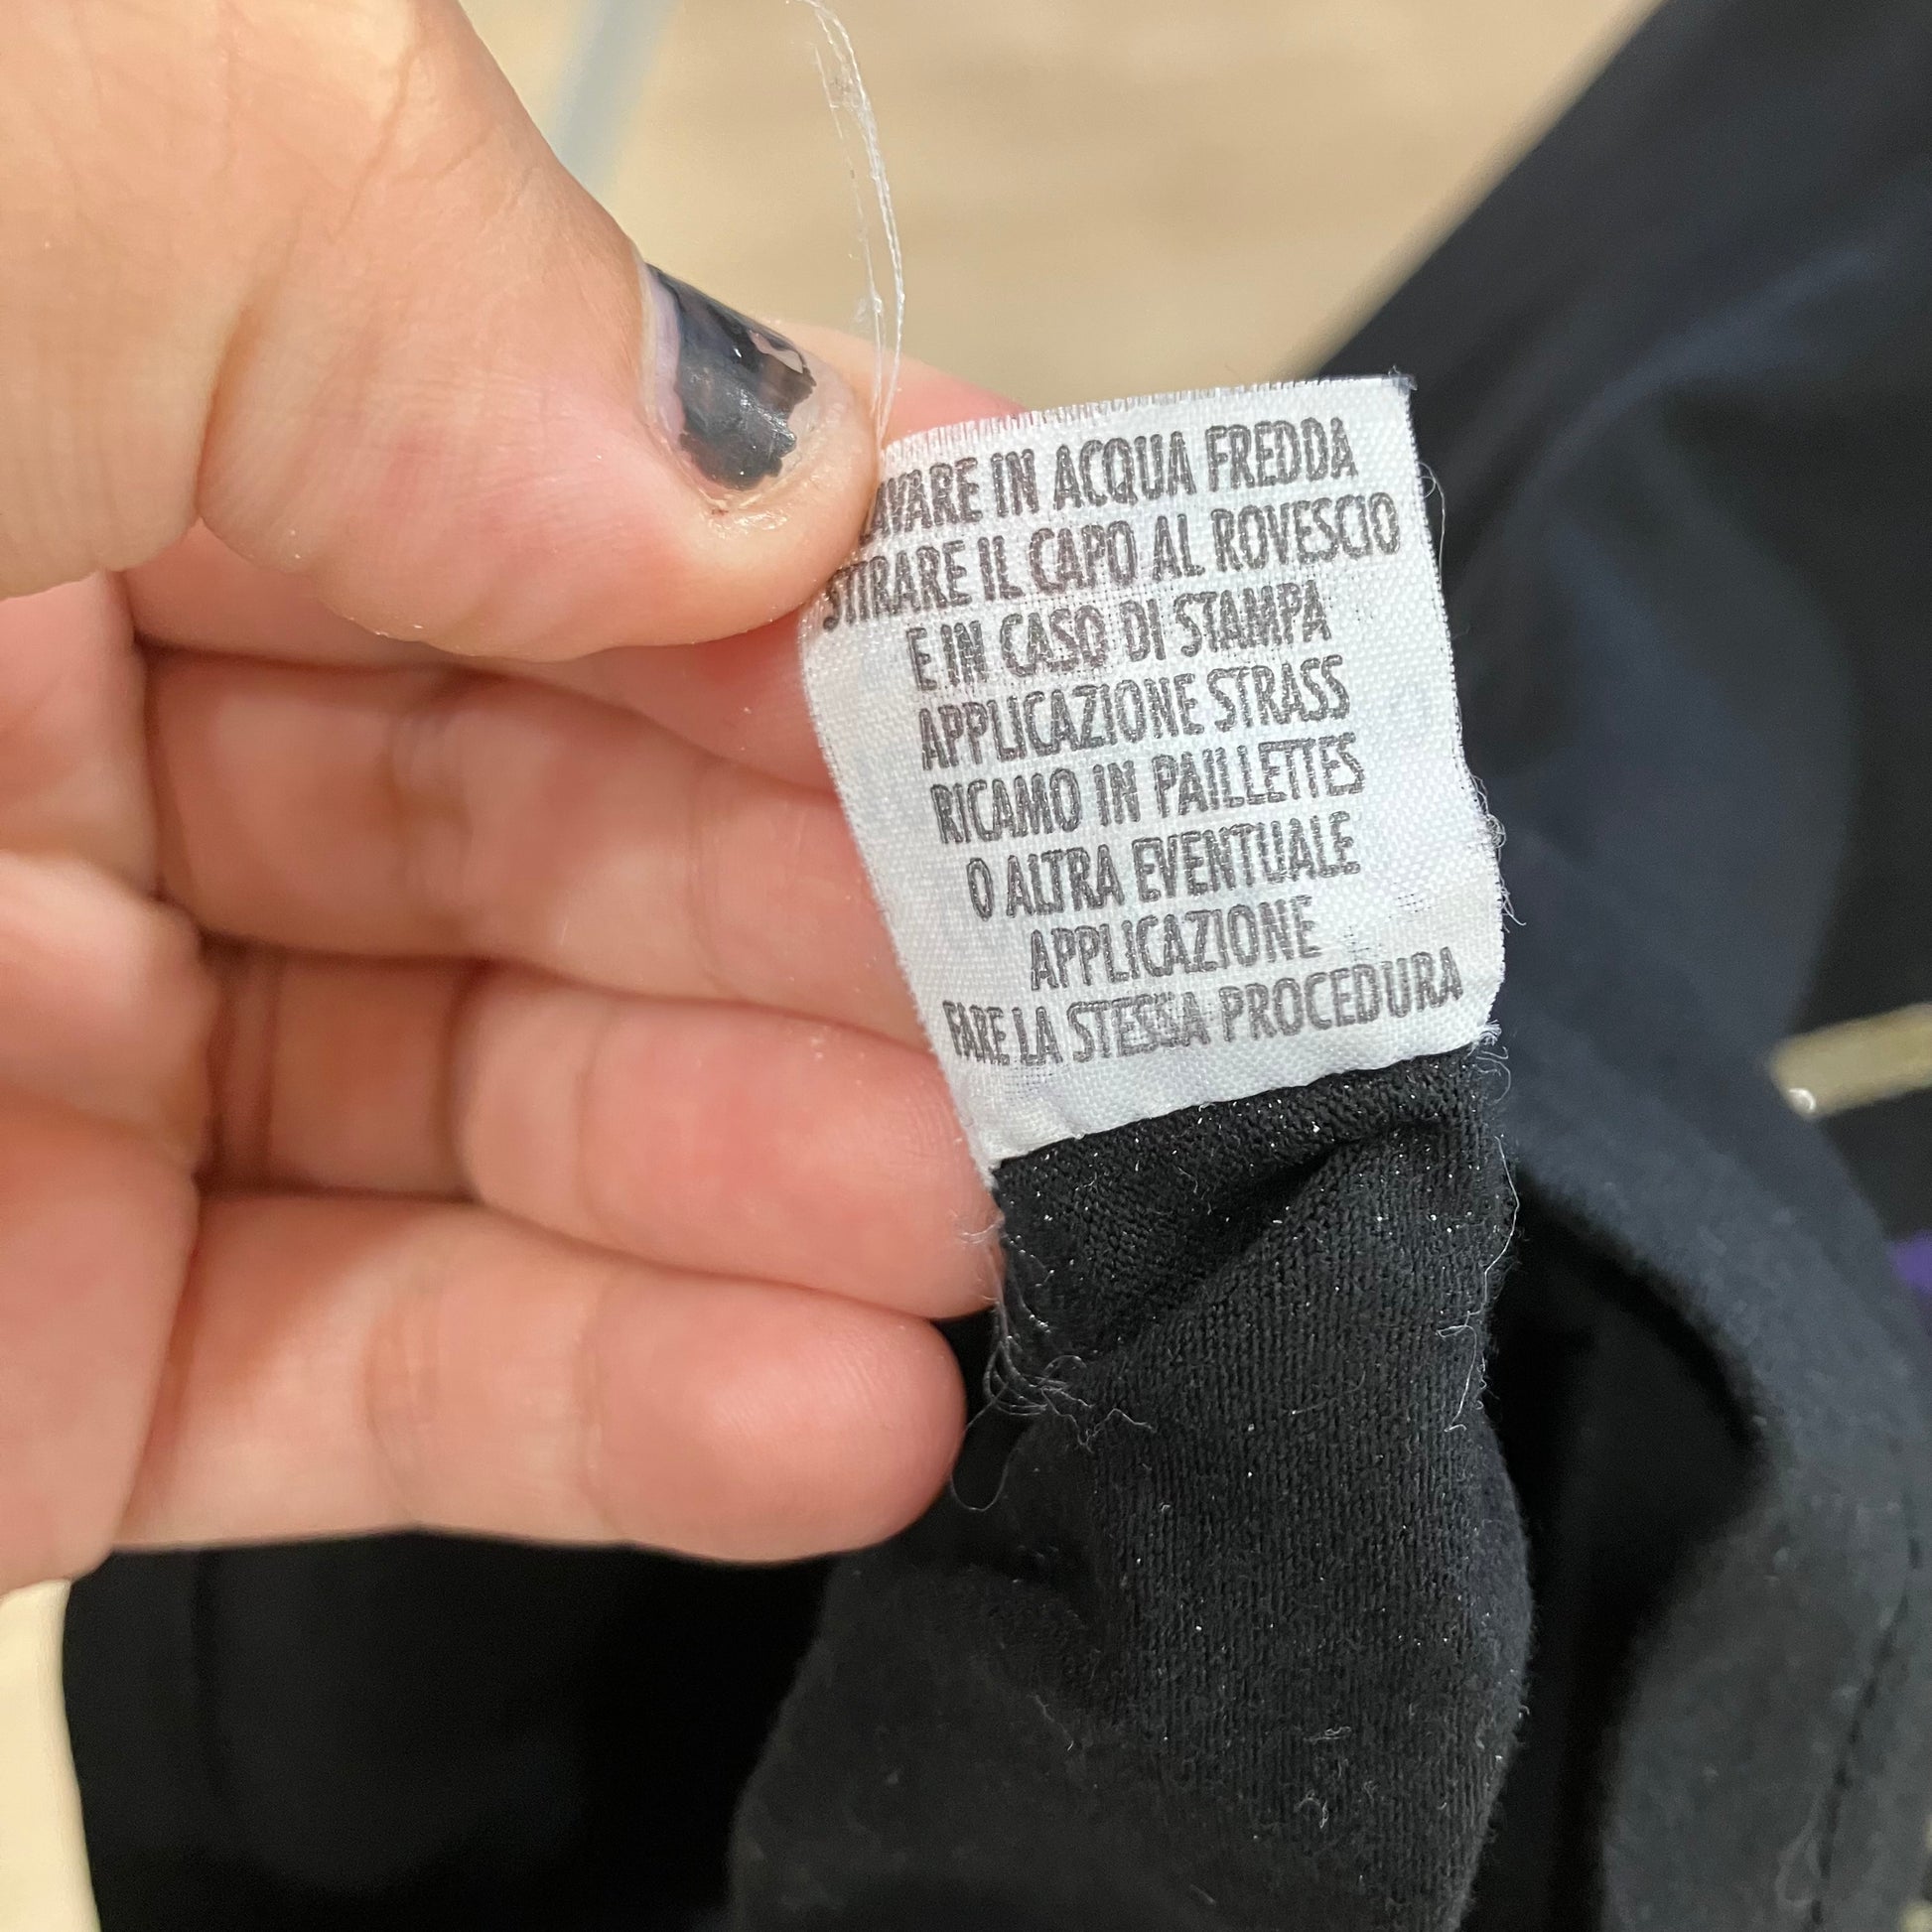 LAVARE IN ACQUA FREDDA
STIRARE IL CAPO AL ROVESCIO
E IN CASO DI STAMPA
APPLICAZIONE STRASS
RICAMO IN PAILLETTES
O ALTRA EVENTUALE
APPLICAZIONE
FARE LA STESSA PROCEDURA